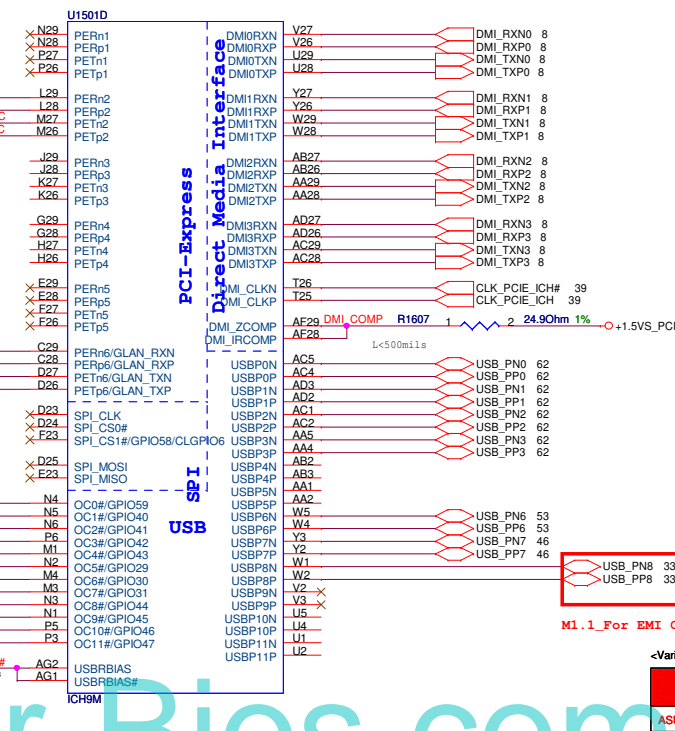 U1501D
N29 PERn1 DMI0RXN V27 DMI_RXN0 8
N28 PERp1 DMI0RXP V26 DMI_RXP0 8
P27 PETn1 DMI0TXN U29 DMI_TXN0 8
P26 PETp1 DMI0TXP U28 DMI_TXP0 8
L29 PERn2 DMI1RXN Y27 DMI_RXN1 8
L28 PERp2 DMI1RXP Y26 DMI_RXP1 8
M27 PETn2 DMI1TXN W29 DMI_TXN1 8
M26 PETp2 DMI1TXP W28 DMI_TXP1 8
J29 PERn3 DMI2RXN AB27 DMI_RXN2 8
J28 PERp3 DMI2RXP AB26 DMI_RXP2 8
K27 PETn3 DMI2TXN AA29 DMI_TXN2 8
K26 PETp3 DMI2TXP AA28 DMI_TXP2 8
G29 PERn4 DMI3RXN AD27 DMI_RXN3 8
G28 PERp4 DMI3RXP AD26 DMI_RXP3 8
H27 PETn4 DMI3TXN AC29 DMI_TXN3 8
H26 PETp4 DMI3TXP AC28 DMI_TXP3 8
PCI-Express
Direct Media Interface
E29 PERn5 DMI_CLKN T26 CLK_PCIE_ICH# 39
E28 PERp5 DMI_CLKP T25 CLK_PCIE_ICH 39
F27 PETn5
F26 PETp5 DMI_ZCOMP AF29 DMI_COMP R1607 1 2 24.9Ohm 1% +1.5VS_PCI
DMI_IRCOMP AF28
L<500mils
C29 PERn6/GLAN_RXN
C28 PERp6/GLAN_RXP USBP0N AC5 USB_PN0 62
D27 PETn6/GLAN_TXN USBP0P AC4 USB_PP0 62
D26 PETp6/GLAN_TXP USBP1N AD3 USB_PN1 62
USBP1P AD2 USB_PP1 62
D23 SPI_CLK USBP2N AC1 USB_PN2 62
D24 SPI_CS0# USBP2P AC2 USB_PP2 62
F23 SPI_CS1#/GPIO58/CLGPIO6 USBP3N AA5 USB_PN3 62
USBP3P AA4 USB_PP3 62
D25 SPI_MOSI USBP4N AB2
E23 SPI_MISO USBP4P AB3
SPI
USBP5N AA1
N4 OC0#/GPIO59 USBP5P AA2
N5 OC1#/GPIO40 USBP6N W5 USB_PN6 53
N6 OC2#/GPIO41 USBP6P W4 USB_PP6 53
USB
P6 OC3#/GPIO42 USBP7N Y3 USB_PN7 46
M1 OC4#/GPIO43 USBP7P Y2 USB_PP7 46
N2 OC5#/GPIO29 USBP8N W1 USB_PN8 33
M4 OC6#/GPIO30 USBP8P W2 USB_PP8 33
M3 OC7#/GPIO31 USBP9N V2
N3 OC8#/GPIO44 USBP9P V3
N1 OC9#/GPIO45 USBP10N U5
P5 OC10#/GPIO46 USBP10P U4
P3 OC11#/GPIO47 USBP11N U1
USBP11P U2
M1.1_For EMI
AG2 USBRBIAS
AG1 USBRBIAS#
ICH9M
<Vari
ASU
r Bios.com